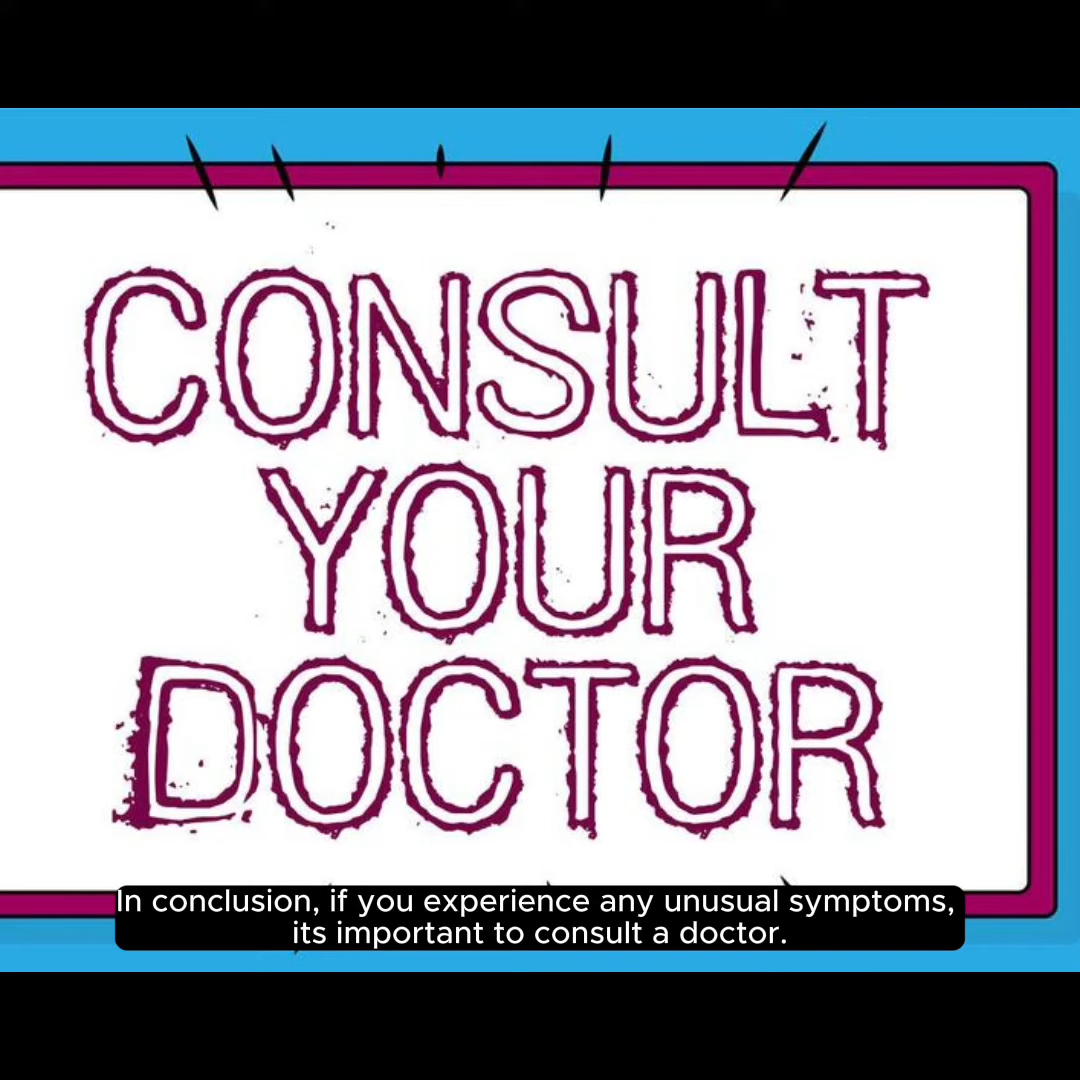 CONSULT
YOUR
DOCTOR
In conclusion, if you experience any unusual symptoms,
its important to consult a doctor.